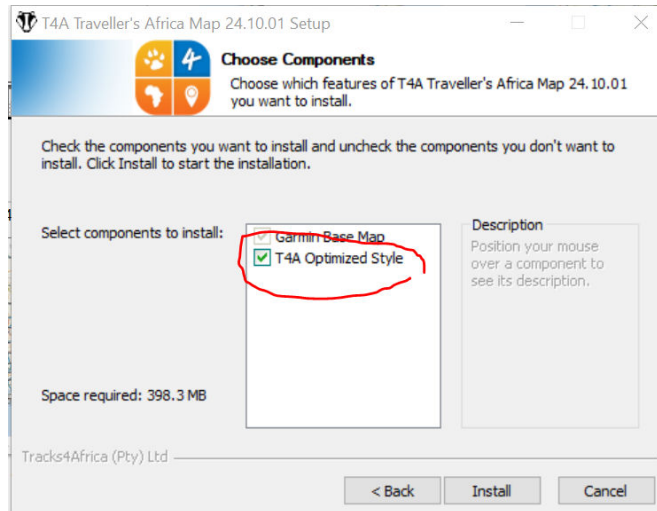 T4A Traveller's Africa Map 24.10.01 Setup
4
Choose Components
Choose which features of T4A Traveller's Africa Map 24.10.01
you want to install.
Check the components you want to install and uncheck the components you don't want to
install. Click Install to start the installation.
Select components to install:
Garmin Base Map
T4A Optimized Style
Description
Position your mouse
over a component to
see its description.
Space required: 398.3 MB
Tracks4Africa (Pty) Ltd
< Back
Install
Cancel